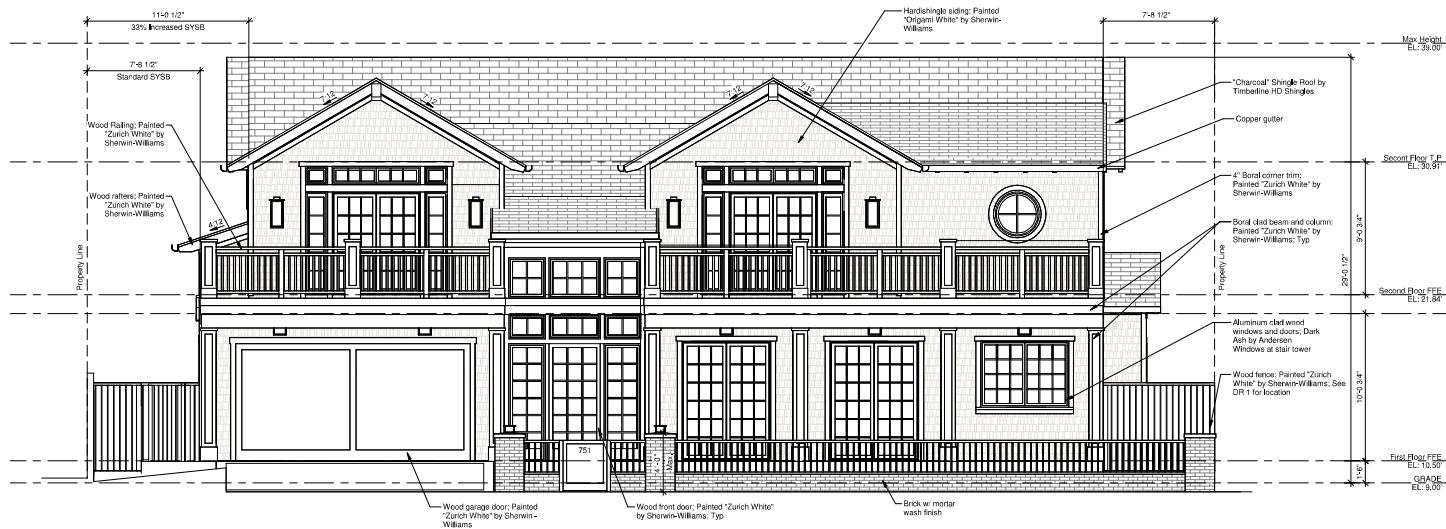 11'-0 1/2"
33% Increased SYSB
7'-8 1/2"
Standard SYSB
Hardishingle siding; Painted
"Origami White" by Sherwin-
Williams
7'-8 1/2"
Max Height
EL: 39.00'
7:12
7:12
7:12
7:12
"Charcoal" Shingle Roof by
Timberline HD Shingles
Copper gutter
Wood Railing; Painted
"Zurich White" by
Sherwin-Williams
Second Floor T.P.
EL: 30.91'
4" Boral corner trim;
Painted "Zurich White" by
Sherwin-Williams
Wood rafters; Painted
"Zurich White" by
Sherwin-Williams
4:12
Boral clad beam and column;
Painted "Zurich White" by
Sherwin-Williams; Typ
9'-0 3/4"
29'-0 1/2"
Property Line
Property Line
Second Floor FFE
EL: 21.84'
Aluminum clad wood
windows and doors; Dark
Ash by Andersen
Windows at stair tower
Wood fence; Painted "Zurich
White" by Sherwin-Williams; See
DR 1 for location
10'-0 3/4"
751
4'-0"
Max.
First Floor FFE
EL: 10.50'
1'-6"
GRADE
EL: 9.00'
Wood garage door; Painted
"Zurich White" by Sherwin-
Williams
Wood front door; Painted "Zurich White"
by Sherwin-Williams; Typ
Brick w/ mortar
wash finish